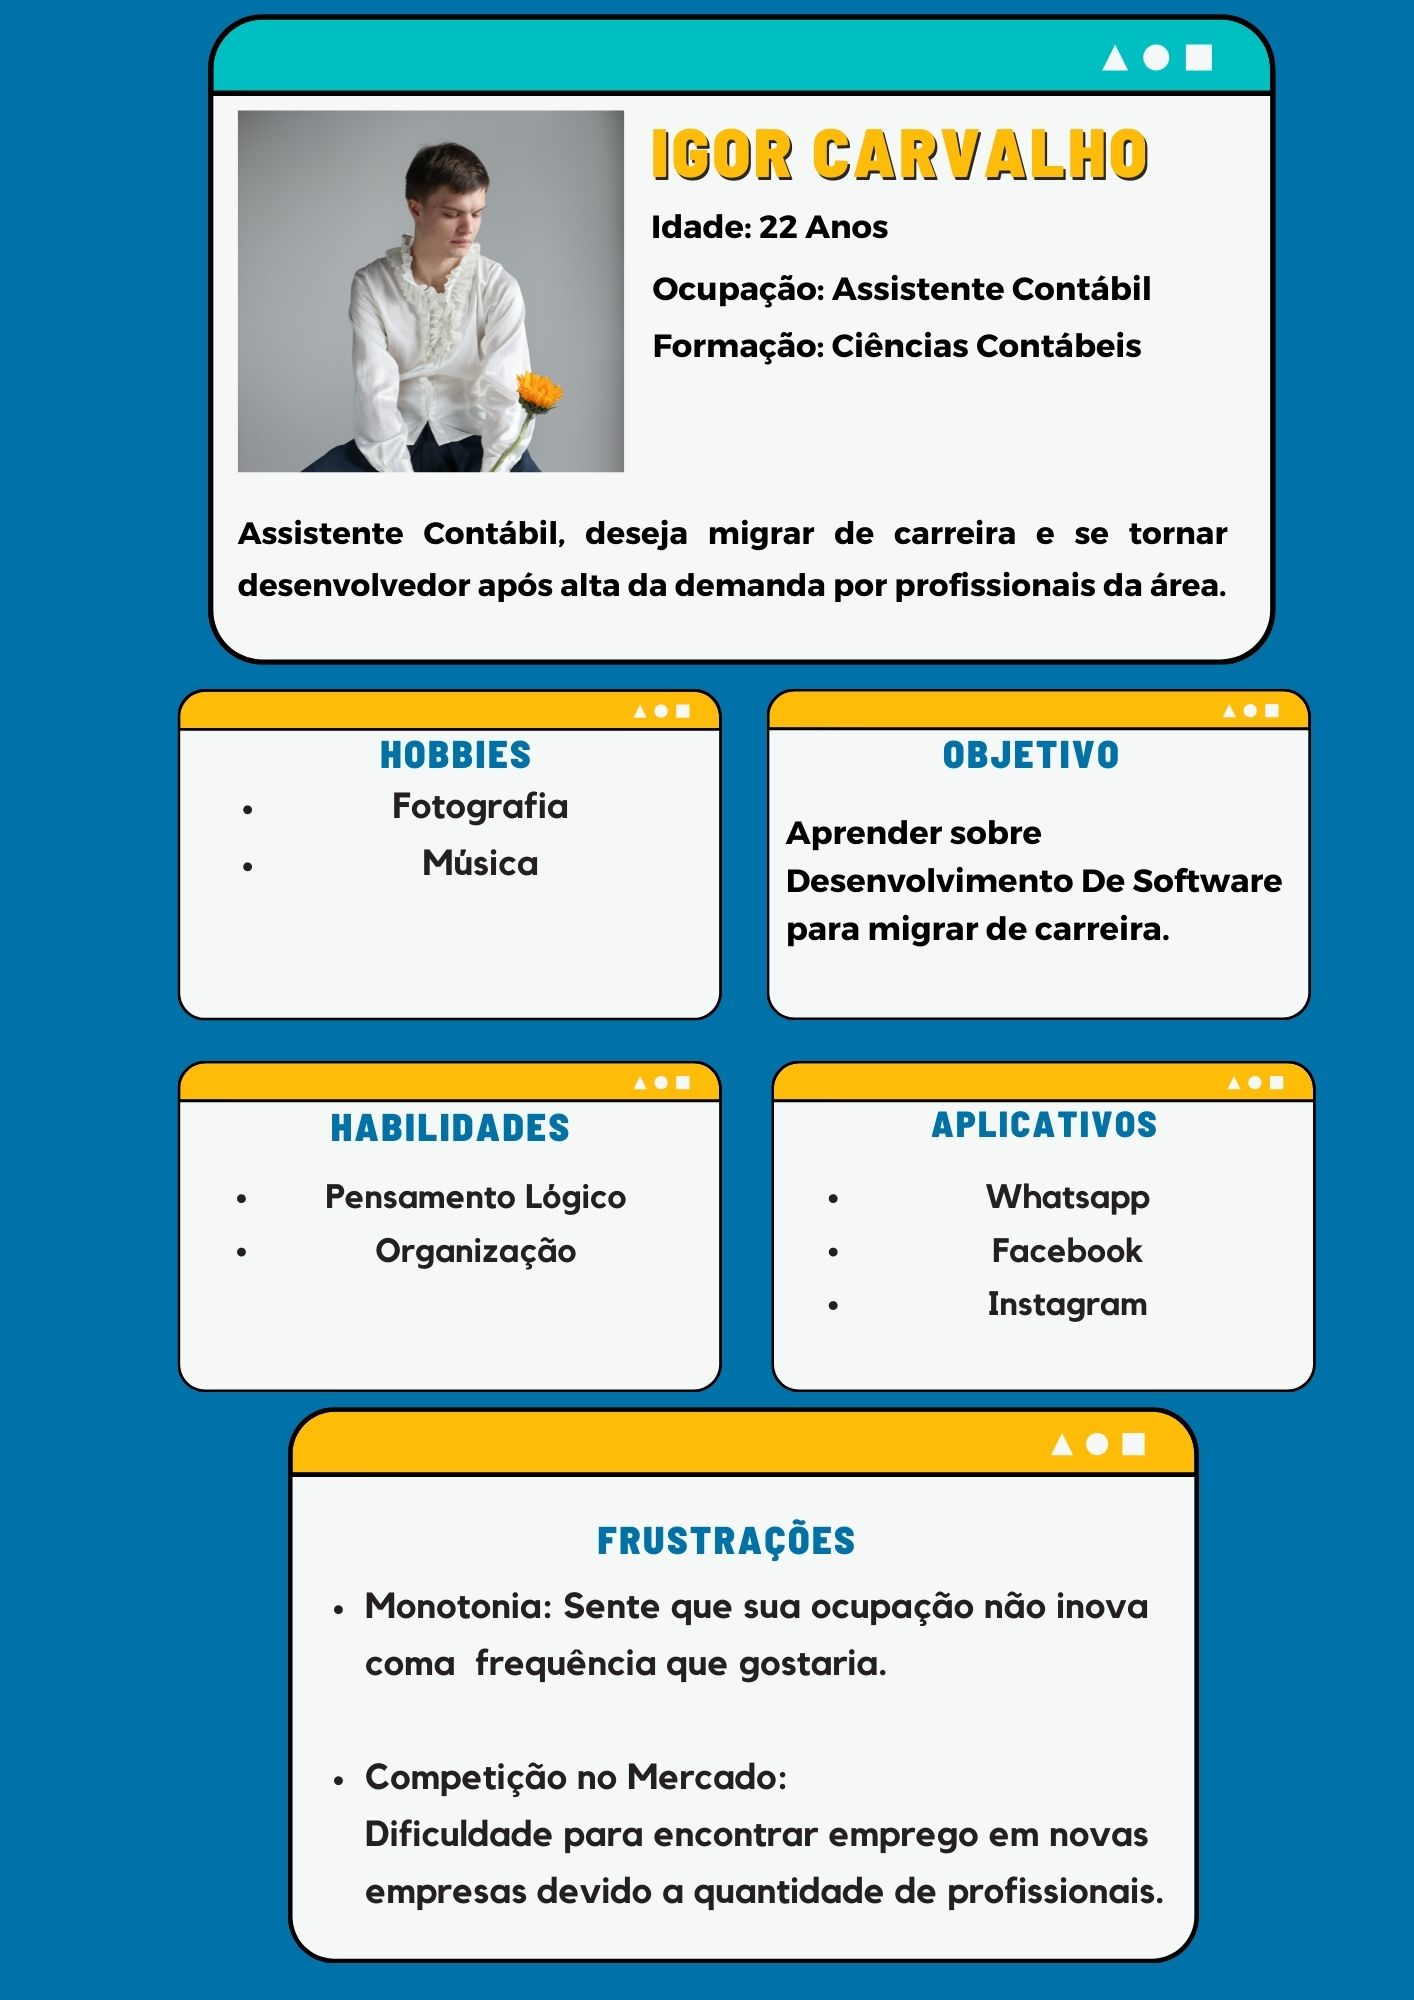 IGOR CARVALHO
Idade: 22 Anos
Ocupação: Assistente Contábil
Formação: Ciências Contábeis
Assistente Contábil, deseja migrar de carreira e se tornar
desenvolvedor após alta da demanda por profissionais da área.
HOBBIES
• Fotografia
• Música
OBJETIVO
Aprender sobre
Desenvolvimento De Software
para migrar de carreira.
HABILIDADES
• Pensamento Lógico
• Organização
APLICATIVOS
• Whatsapp
• Facebook
• Instagram
FRUSTRAÇÕES
• Monotonia: Sente que sua ocupação não inova
coma  frequência que gostaria.
• Competição no Mercado:
Dificuldade para encontrar emprego em novas
empresas devido a quantidade de profissionais.